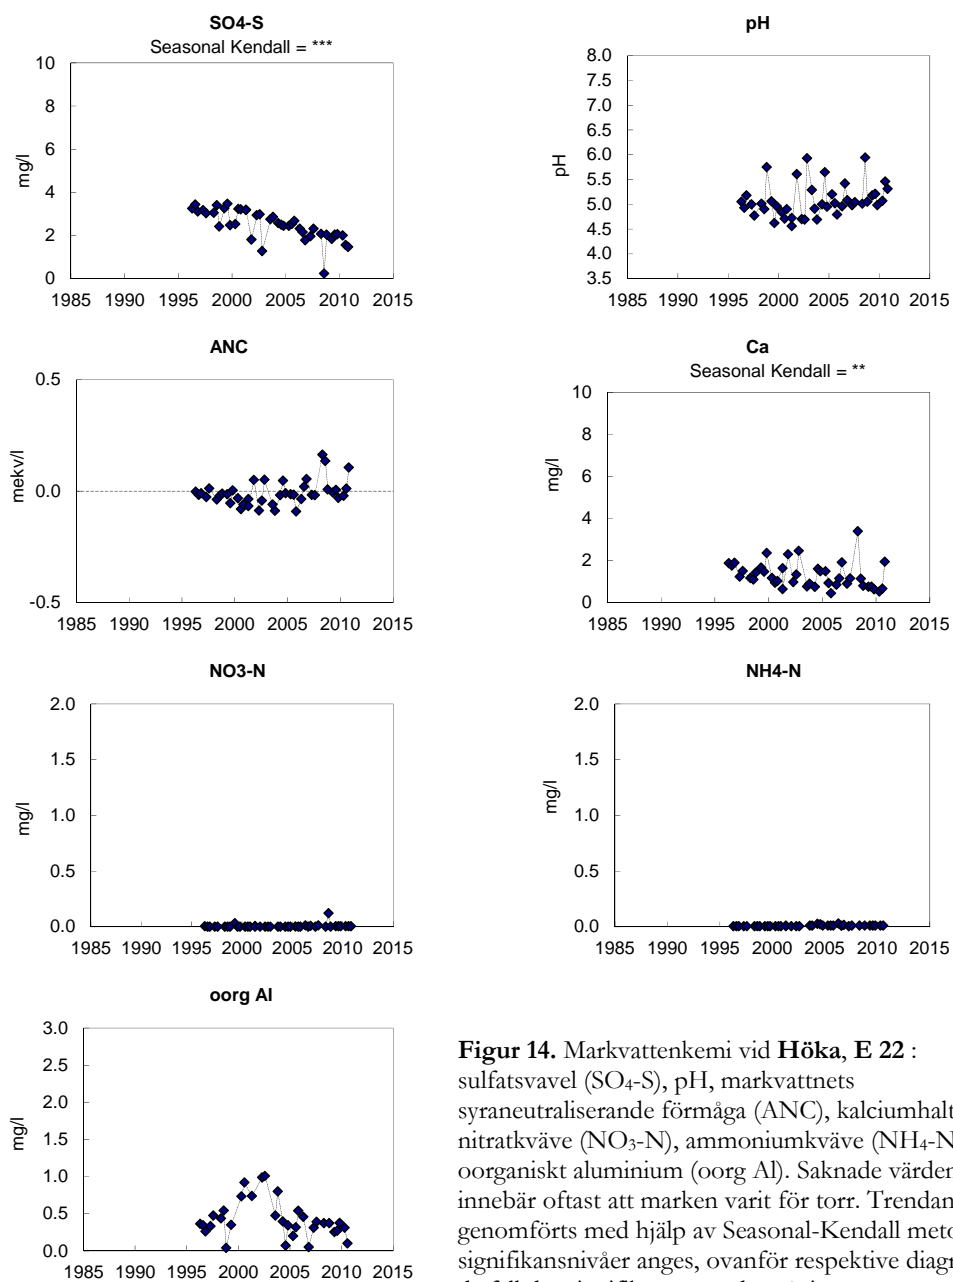 SO4-S
Seasonal Kendall = ***
10
8
6
4
2
0
mg/l
1985 1990 1995 2000 2005 2010 2015
pH
8.0
7.5
7.0
6.5
6.0
5.5
5.0
4.5
4.0
3.5
pH
1985 1990 1995 2000 2005 2010 2015
ANC
0.5
0.0
-0.5
mekv/l
1985 1990 1995 2000 2005 2010 2015
Ca
Seasonal Kendall = **
10
8
6
4
2
0
mg/l
1985 1990 1995 2000 2005 2010 2015
NO3-N
2.0
1.5
1.0
0.5
0.0
mg/l
1985 1990 1995 2000 2005 2010 2015
NH4-N
2.0
1.5
1.0
0.5
0.0
mg/l
1985 1990 1995 2000 2005 2010 2015
oorg Al
3.0
2.5
2.0
1.5
1.0
0.5
0.0
mg/l
1985 1990 1995 2000 2005 2010 2015
Figur 14. Markvattenkemi vid Höka, E 22 :
sulfatsvavel (SO4-S), pH, markvattnets
syraneutraliserande förmåga (ANC), kalciumhalt
nitratkväve (NO3-N), ammoniumkväve (NH4-N
oorganiskt aluminium (oorg Al). Saknade värden
innebär oftast att marken varit för torr. Trendan
genomförts med hjälp av Seasonal-Kendall meto
signifikansnivåer anges, ovanför respektive diagr